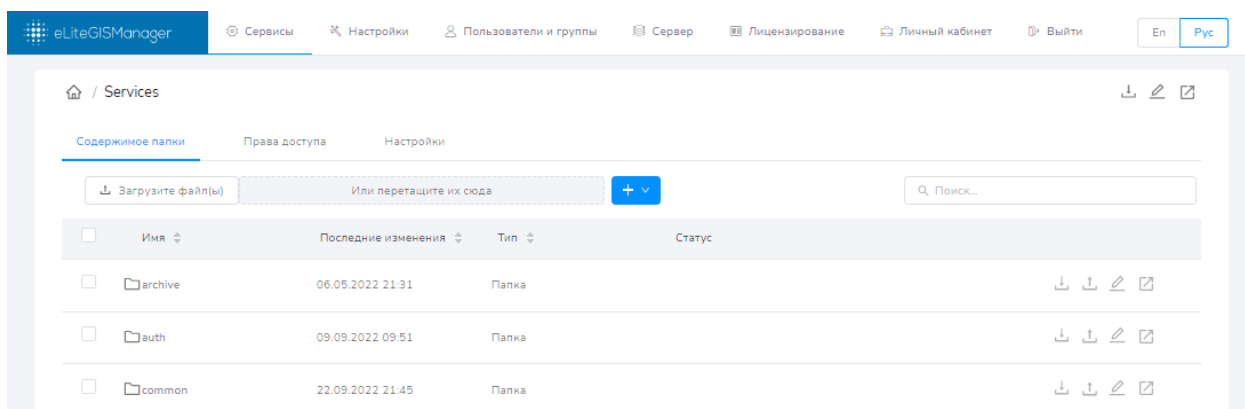 eLiteGISManager Сервисы Настройки Пользователи и группы Сервер Лицензирование Личный кабинет Выйти En Рус
/ Services
Содержимое папки Права доступа Настройки
Загрузите файл(ы) Или перетащите их сюда + Поиск...
Имя Последние изменения Тип Статус
archive 06.05.2022 21:31 Папка
auth 09.09.2022 09:51 Папка
common 22.09.2022 21:45 Папка